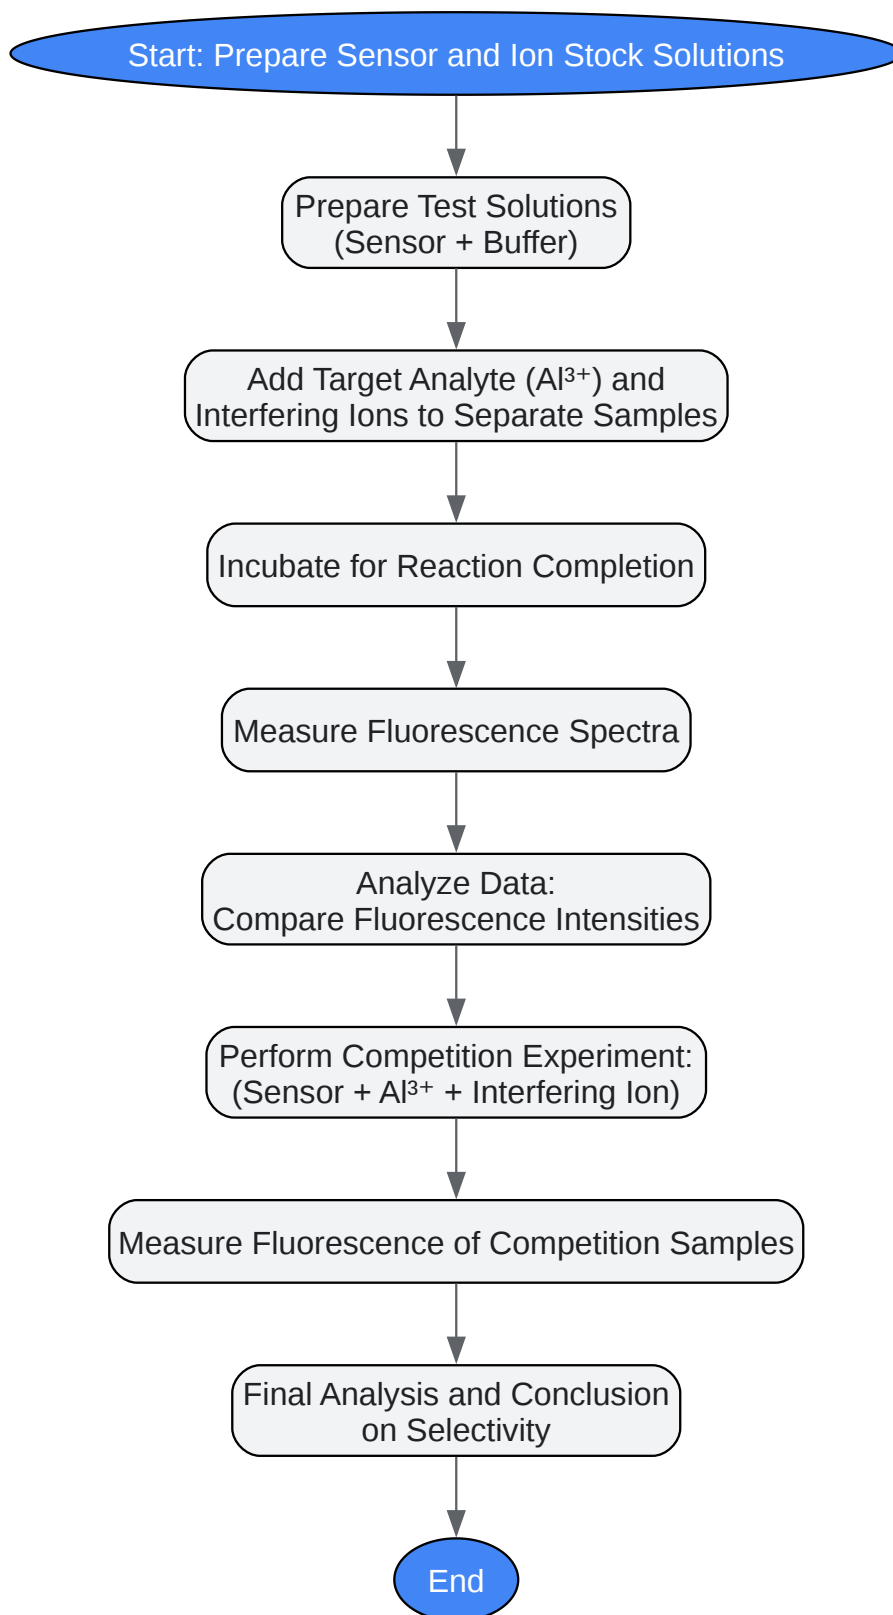 Start: Prepare Sensor and Ion Stock Solutions
Prepare Test Solutions
(Sensor + Buffer)
Add Target Analyte (Al³⁺) and
Interfering Ions to Separate Samples
Incubate for Reaction Completion
Measure Fluorescence Spectra
Analyze Data:
Compare Fluorescence Intensities
Perform Competition Experiment:
(Sensor + Al³⁺ + Interfering Ion)
Measure Fluorescence of Competition Samples
Final Analysis and Conclusion
on Selectivity
End